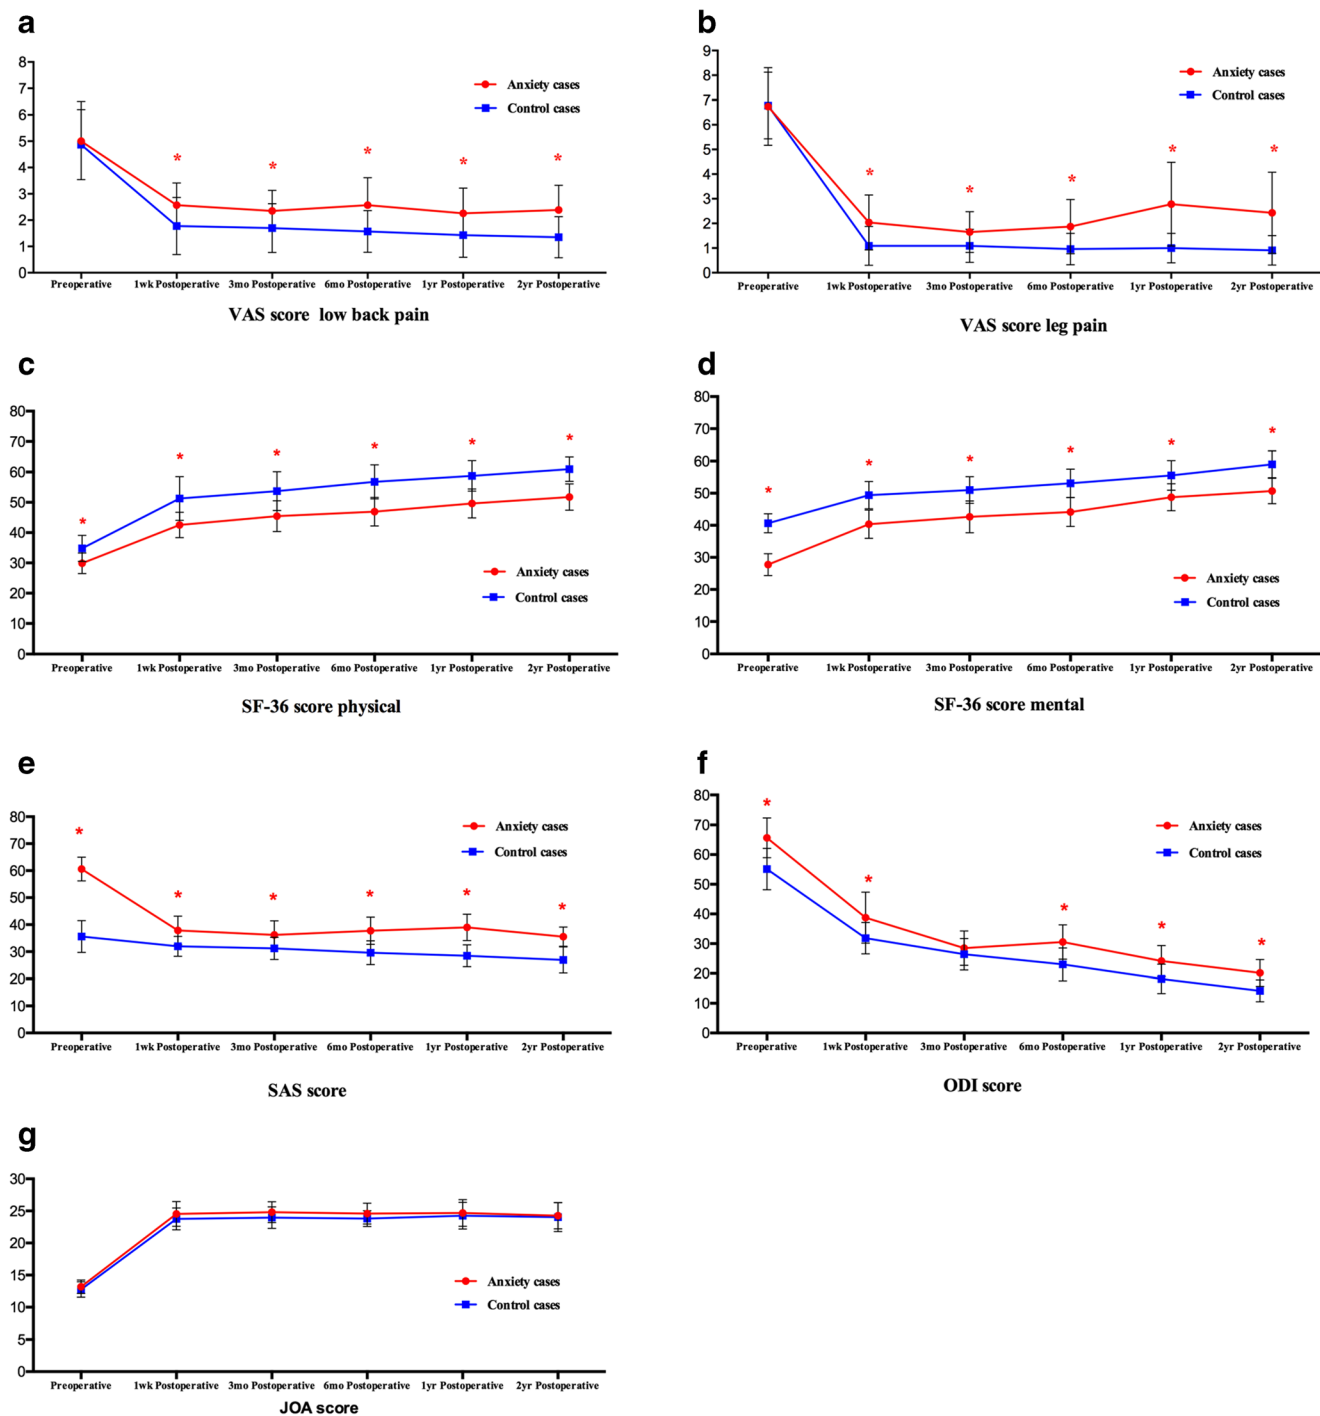 a
8
7
6
5
4
3
2
1
0
*
*
*
*
*
Anxiety cases
Control cases
Preoperative
1wk Postoperative
3mo Postoperative
6mo Postoperative
1yr Postoperative
2yr Postoperative
VAS score low back pain
b
9
8
7
6
5
4
3
2
1
0
*
*
*
*
*
Anxiety cases
Control cases
Preoperative
1wk Postoperative
3mo Postoperative
6mo Postoperative
1yr Postoperative
2yr Postoperative
VAS score leg pain
c
80
70
60
50
40
30
20
10
0
*
*
*
*
*
*
Anxiety cases
Control cases
Preoperative
1wk Postoperative
3mo Postoperative
6mo Postoperative
1yr Postoperative
2yr Postoperative
SF-36 score physical
d
80
70
60
50
40
30
20
10
0
*
*
*
*
*
*
Anxiety cases
Control cases
Preoperative
1wk Postoperative
3mo Postoperative
6mo Postoperative
1yr Postoperative
2yr Postoperative
SF-36 score mental
e
80
70
60
50
40
30
20
10
0
*
*
*
*
*
*
Anxiety cases
Control cases
Preoperative
1wk Postoperative
3mo Postoperative
6mo Postoperative
1yr Postoperative
2yr Postoperative
SAS score
f
80
70
60
50
40
30
20
10
0
*
*
*
*
*
Anxiety cases
Control cases
Preoperative
1wk Postoperative
3mo Postoperative
6mo Postoperative
1yr Postoperative
2yr Postoperative
ODI score
g
30
25
20
15
10
5
0
Anxiety cases
Control cases
Preoperative
1wk Postoperative
3mo Postoperative
6mo Postoperative
1yr Postoperative
2yr Postoperative
JOA score